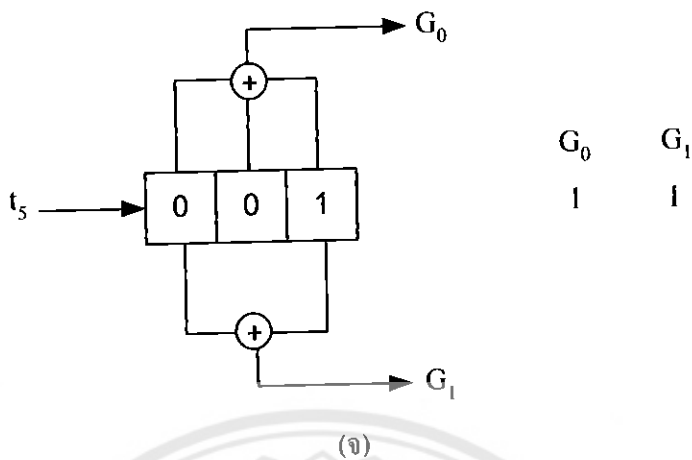 G₀
G₀ G₁
t₅ 0 0 1 1 1
+
+
G₁
(จ)